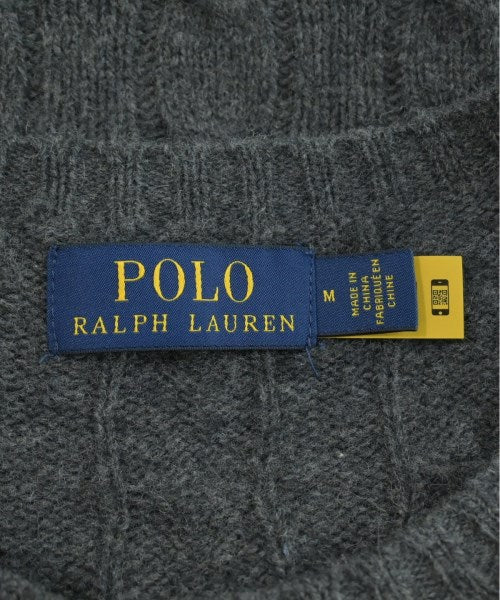 POLO
RALPH LAUREN
M
MADE IN
CHINA
FABRIQUÉ EN
CHINE